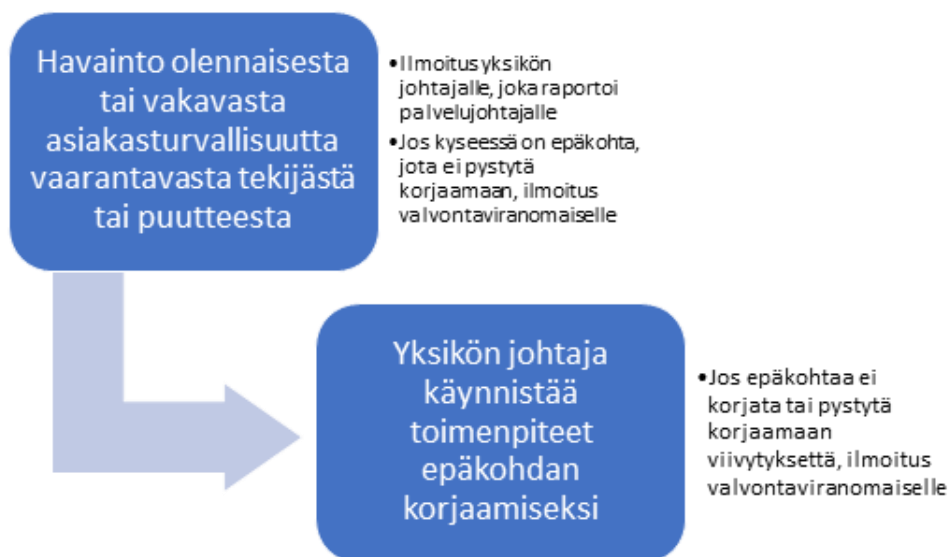 Havainto olennaisesta
tai vakavasta
asiakasturvallisuutta
vaarantavasta tekijästä
tai puutteesta
•Ilmoitus yksikön
johtajalle, joka raportoi
palvelujohtajalle
•Jos kyseessä on epäkohta,
jota ei pystytä
korjaamaan, ilmoitus
valvontaviranomaiselle
Yksikön johtaja
käynnistää
toimenpiteet
epäkohdan
korjaamiseksi
•Jos epäkohtaa ei
korjata tai pystytä
korjaamaan
viivytyksettä, ilmoitus
valvontaviranomaiselle